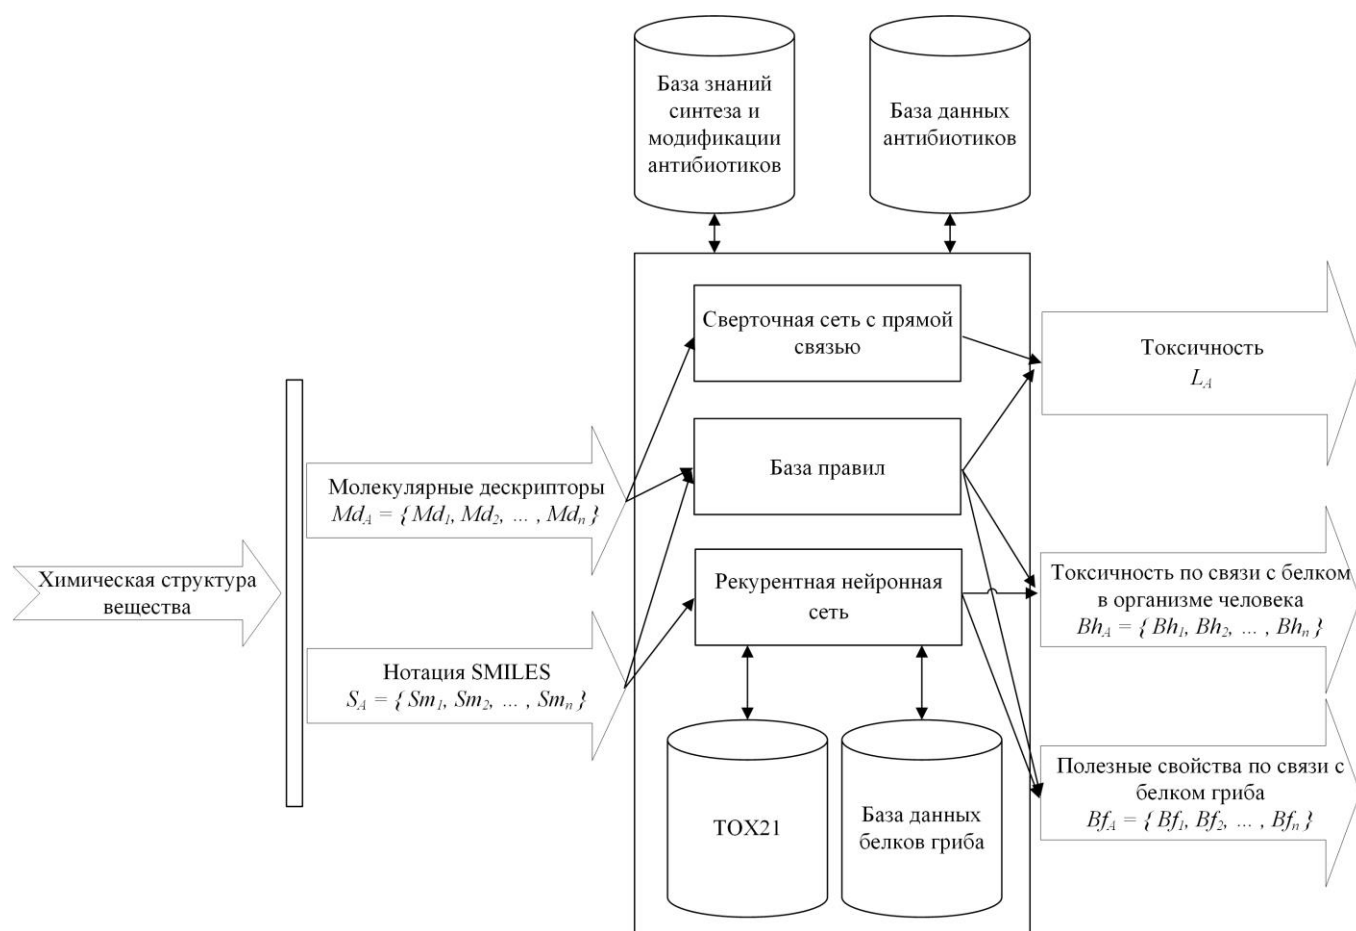 База знаний
синтеза и
модификации
антибиотиков
База данных
антибиотиков
Сверточная сеть с прямой
связью
Токсичность
L_A
База правил
Молекулярные дескрипторы
Md_A = { Md_1, Md_2, ... , Md_n }
Химическая структура
вещества
Рекурентная нейронная
сеть
Токсичность по связи с белком
в организме человека
Bh_A = { Bh_1, Bh_2, ... , Bh_n }
Нотация SMILES
S_A = { Sm_1, Sm_2, ... , Sm_n }
Полезные свойства по связи с
белком гриба
Bf_A = { Bf_1, Bf_2, ... , Bf_n }
TOX21
База данных
белков гриба